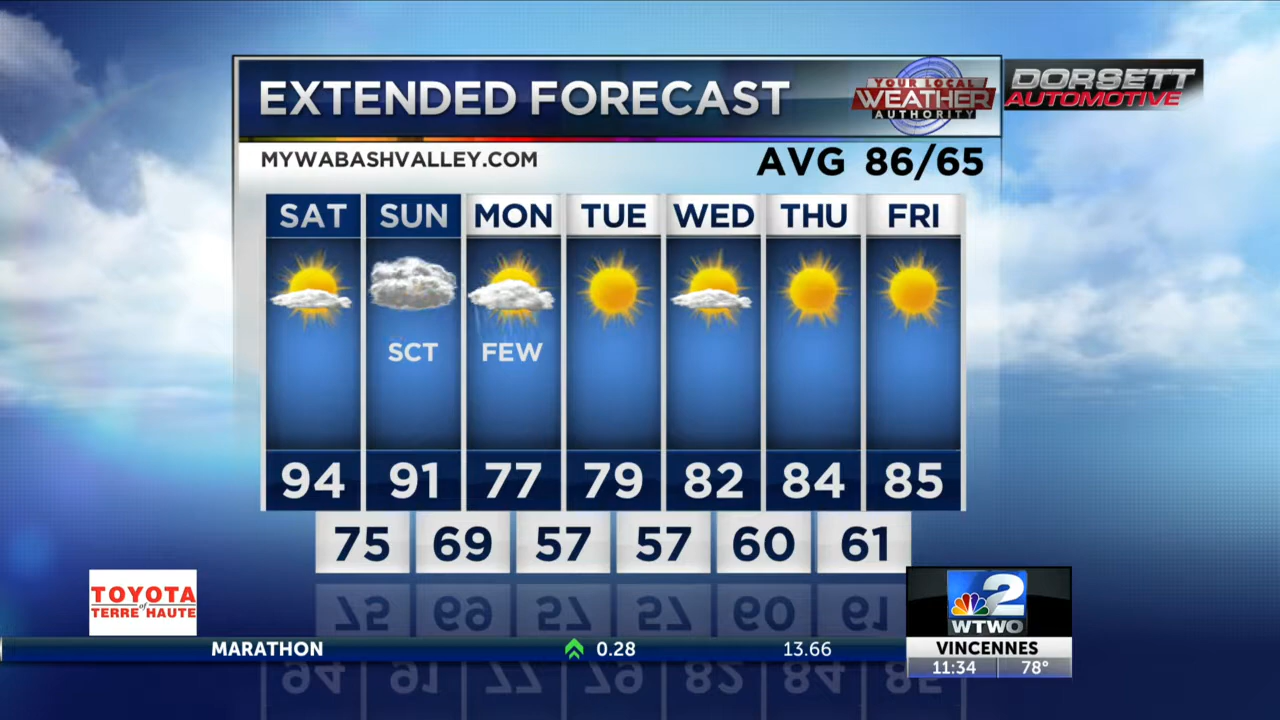 EXTENDED FORECAST
YOUR LOCAL
WEATHER
AUTHORITY
DORSETT
AUTOMOTIVE
MYWABASHVALLEY.COM
AVG 86/65
SAT SUN MON TUE WED THU FRI
SCT FEW
94 91 77 79 82 84 85
75 69 57 57 60 61
TOYOTA
of
TERRE HAUTE
MARATHON 0.28 13.66
2
WTWO
VINCENNES
11:34 78°